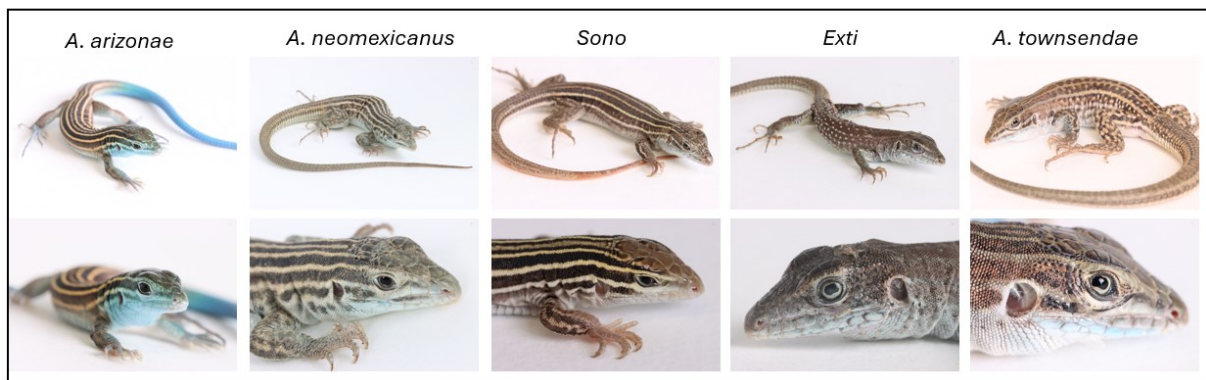 A. arizonae
A. neomexicanus
Sono
Exti
A. townsendae